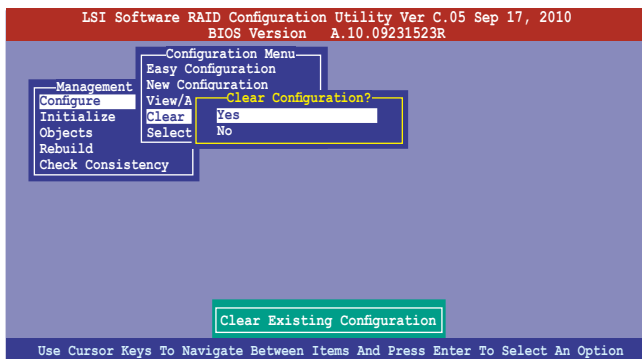 LSI Software RAID Configuration Utility Ver C.05 Sep 17, 2010
BIOS Version A.10.09231523R
Configuration Menu
Easy Configuration
New Configuration
Management
Clear Configuration?
Configure
View/A
Yes
Initialize
Clear
No
Objects
Select
Rebuild
Check Consistency
Clear Existing Configuration
Use Cursor Keys To Navigate Between Items And Press Enter To Select An Option